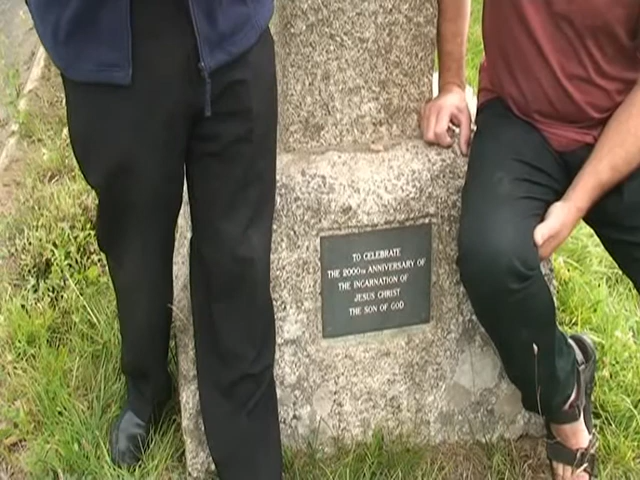 TO CELEBRATE
THE 2000TH ANNIVERSARY OF
THE INCARNATION OF
JESUS CHRIST
THE SON OF GOD